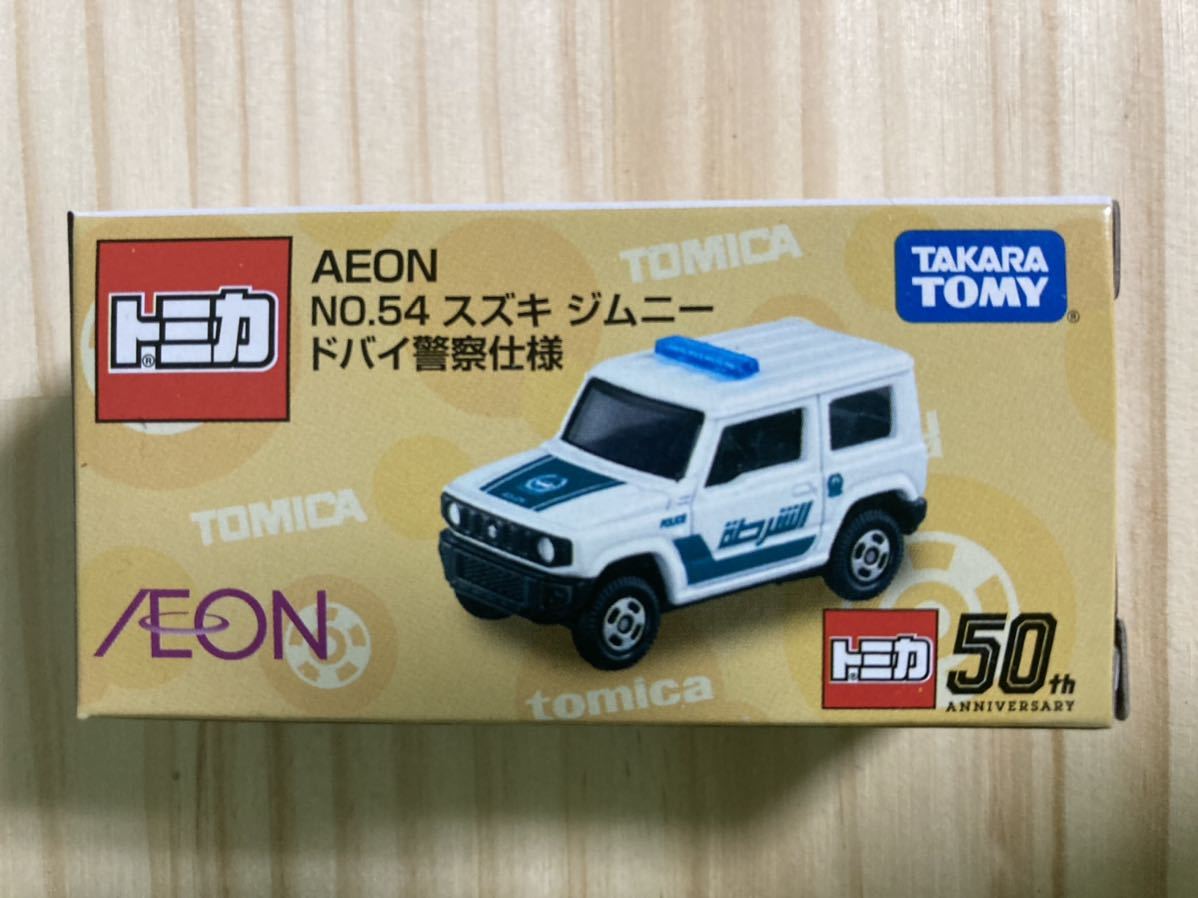 トミカ®
AEON
NO.54 スズキ ジムニー
ドバイ警察仕様
TOMICA
TAKARA
TOMY®
TOMICA
POLICE
الشرطة
AEON
tomica
トミカ®
50th
ANNIVERSARY